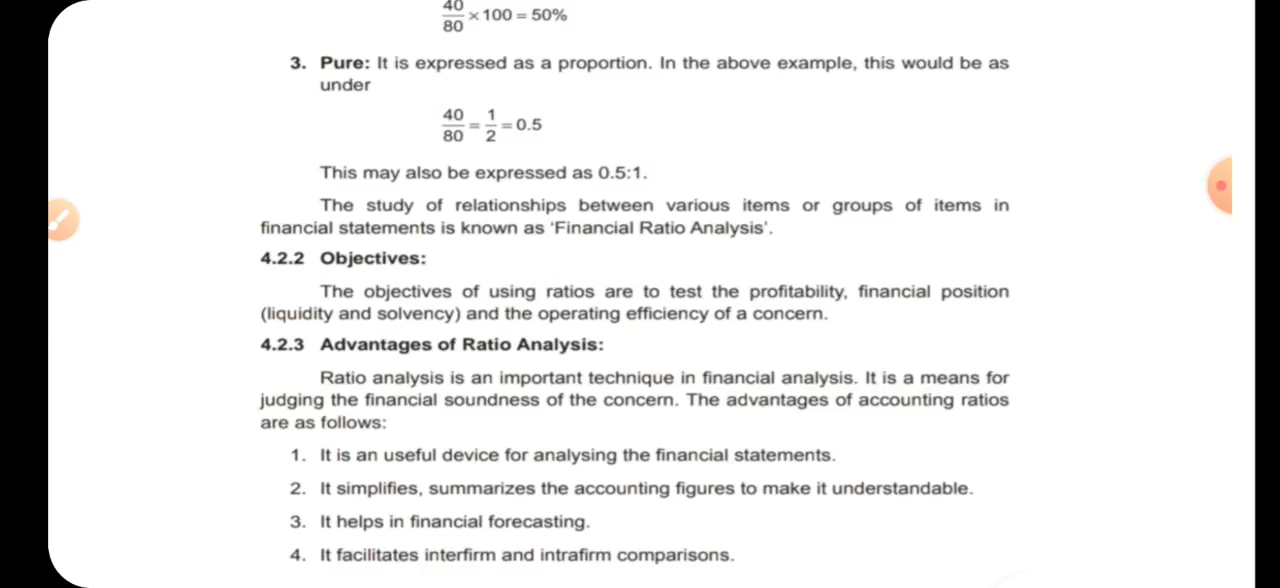 40/80 × 100 = 50%
3. Pure: It is expressed as a proportion. In the above example, this would be as
under
40/80 = 1/2 = 0.5
This may also be expressed as 0.5:1.
The study of relationships between various items or groups of items in
financial statements is known as ‘Financial Ratio Analysis’.
4.2.2 Objectives:
The objectives of using ratios are to test the profitability, financial position
(liquidity and solvency) and the operating efficiency of a concern.
4.2.3 Advantages of Ratio Analysis:
Ratio analysis is an important technique in financial analysis. It is a means for
judging the financial soundness of the concern. The advantages of accounting ratios
are as follows:
1. It is an useful device for analysing the financial statements.
2. It simplifies, summarizes the accounting figures to make it understandable.
3. It helps in financial forecasting.
4. It facilitates interfirm and intrafirm comparisons.